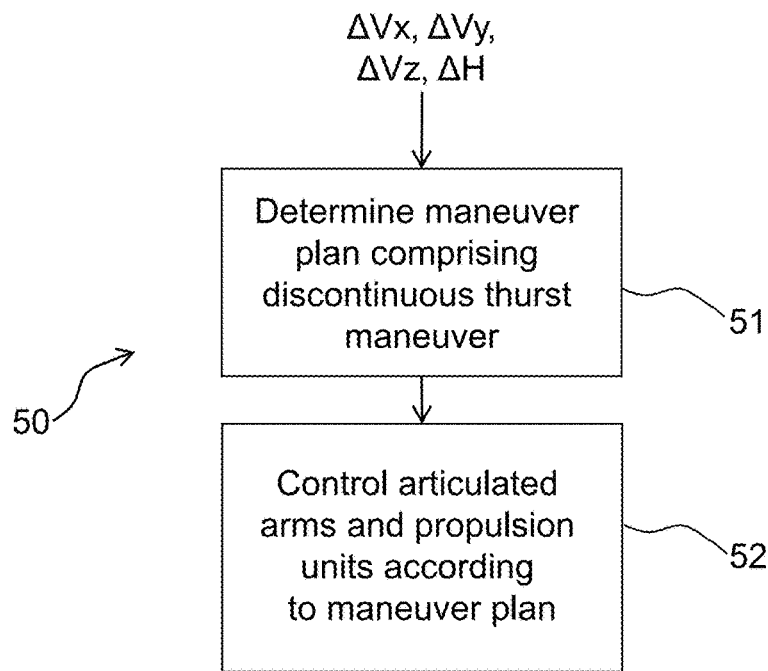 ΔVx, ΔVy,
ΔVz, ΔH
Determine maneuver
plan comprising
discontinuous thurst
maneuver
51
50
Control articulated
arms and propulsion
units according
to maneuver plan
52